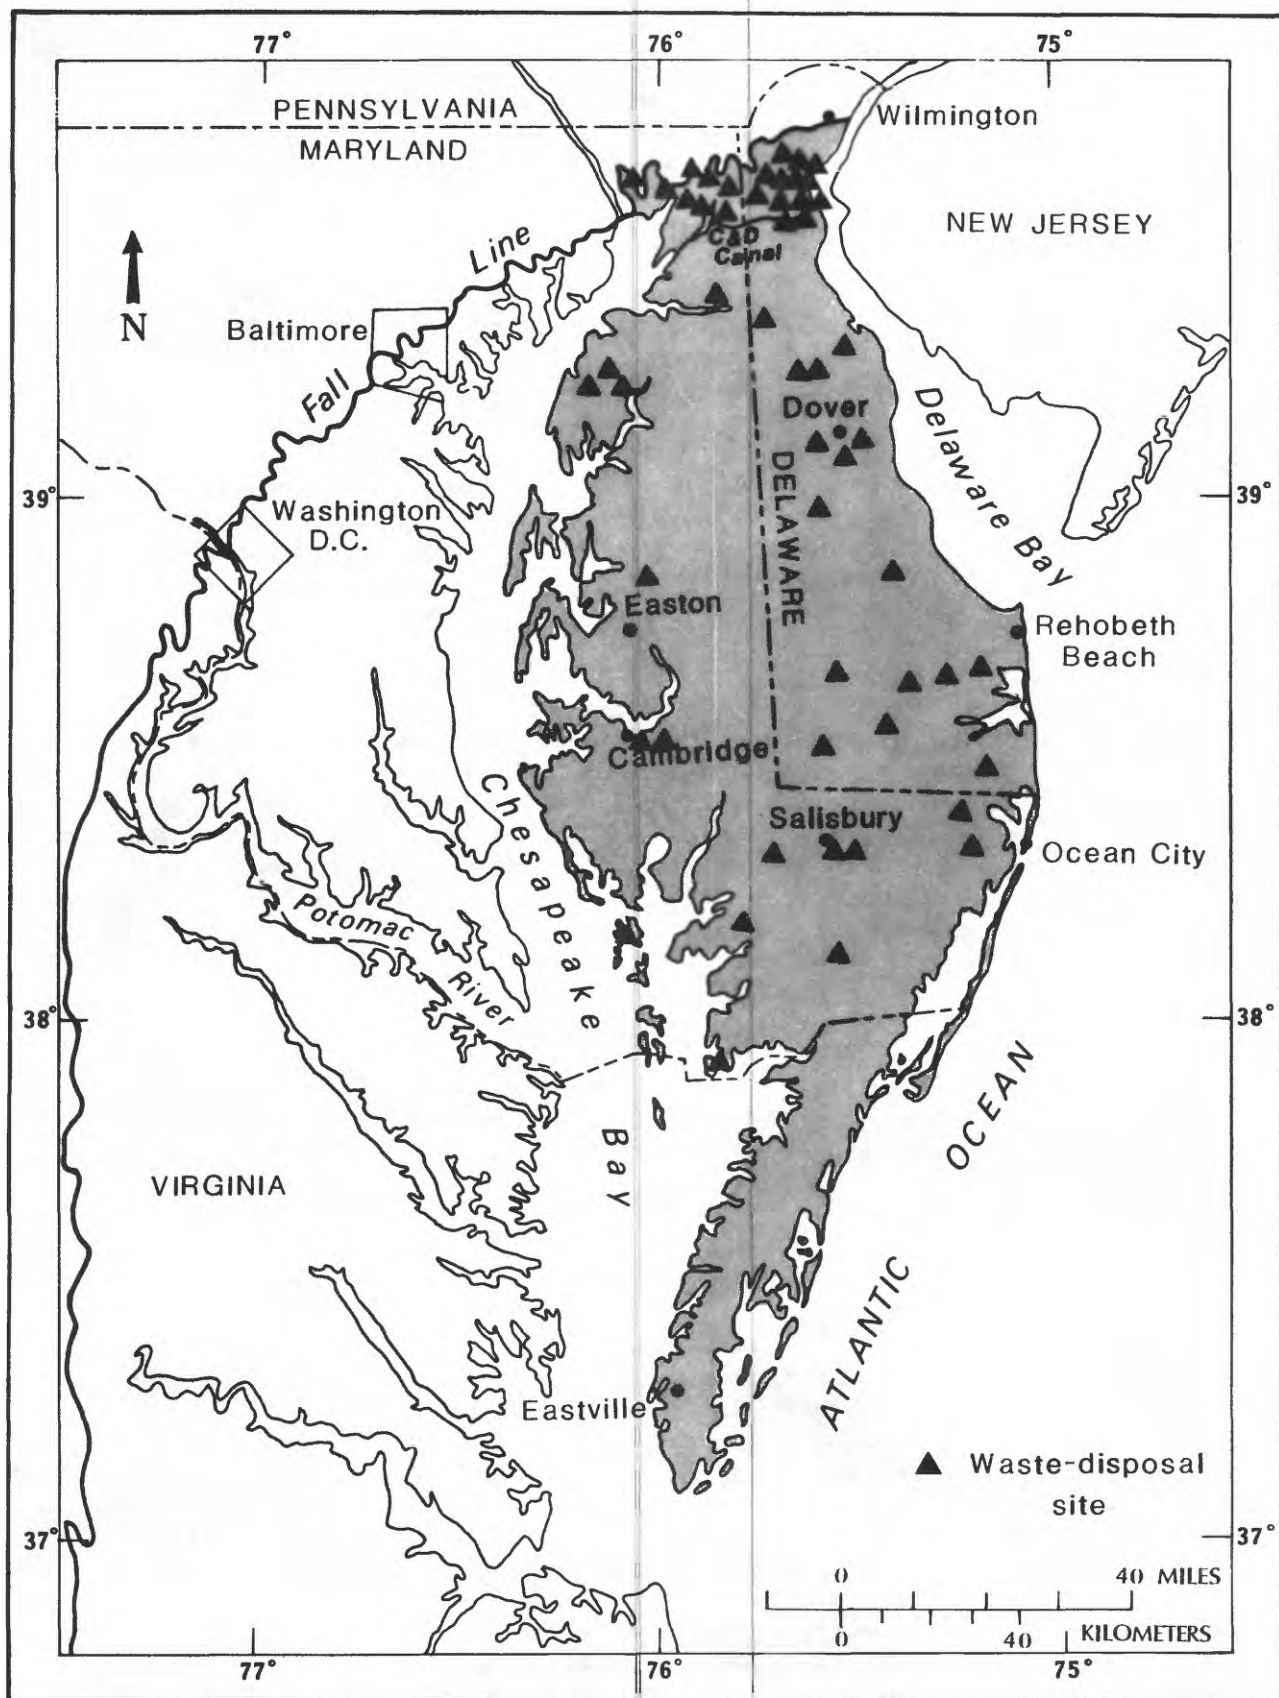 77°
76°
75°
PENNSYLVANIA
MARYLAND
Wilmington
NEW JERSEY
C&D
Canal
Line
Fall
N
Baltimore
Dover
Delaware Bay
DELAWARE
39°
39°
Washington
D.C.
Easton
Rehobeth
Beach
Cambridge
Chesapeake
Bay
Salisbury
Ocean City
Potomac
River
38°
38°
ATLANTIC
OCEAN
VIRGINIA
Eastville
Waste-disposal
site
37°
37°
0 40 MILES
0 40 KILOMETERS
77°
76°
75°